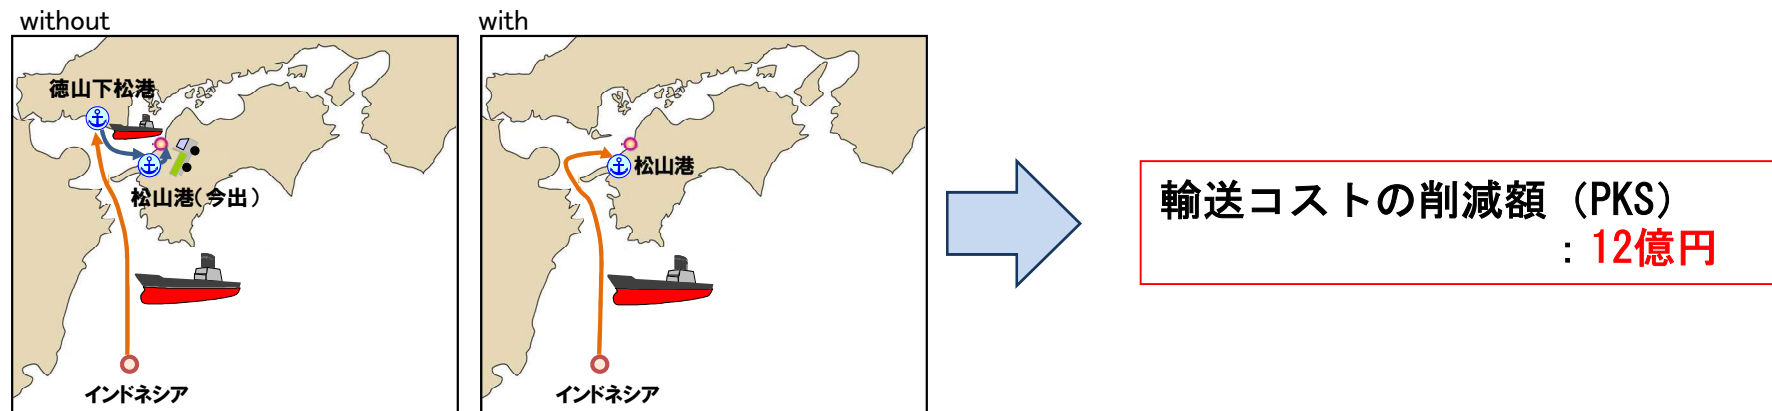 without
徳山下松港
松山港(今出)
インドネシア
with
松山港
インドネシア
輸送コストの削減額（PKS）
：12億円